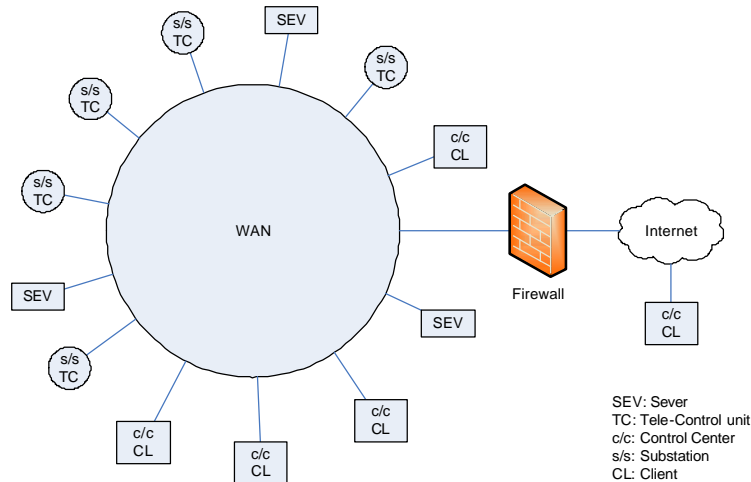 SEV
s/s
TC
s/s
TC
s/s
TC
c/c
CL
s/s
TC
WAN
Internet
SEV
Firewall
SEV
c/c
CL
s/s
TC
c/c
CL
c/c
CL
c/c
CL
SEV: Sever
TC: Tele-Control unit
c/c: Control Center
s/s: Substation
CL: Client